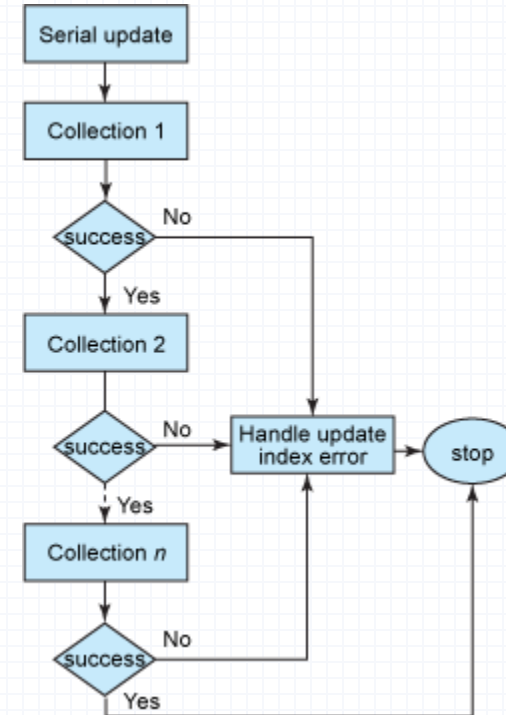 Serial update
Collection 1
success
No
Yes
Collection 2
success
No
Handle update
index error
stop
Yes
Collection n
success
No
Yes